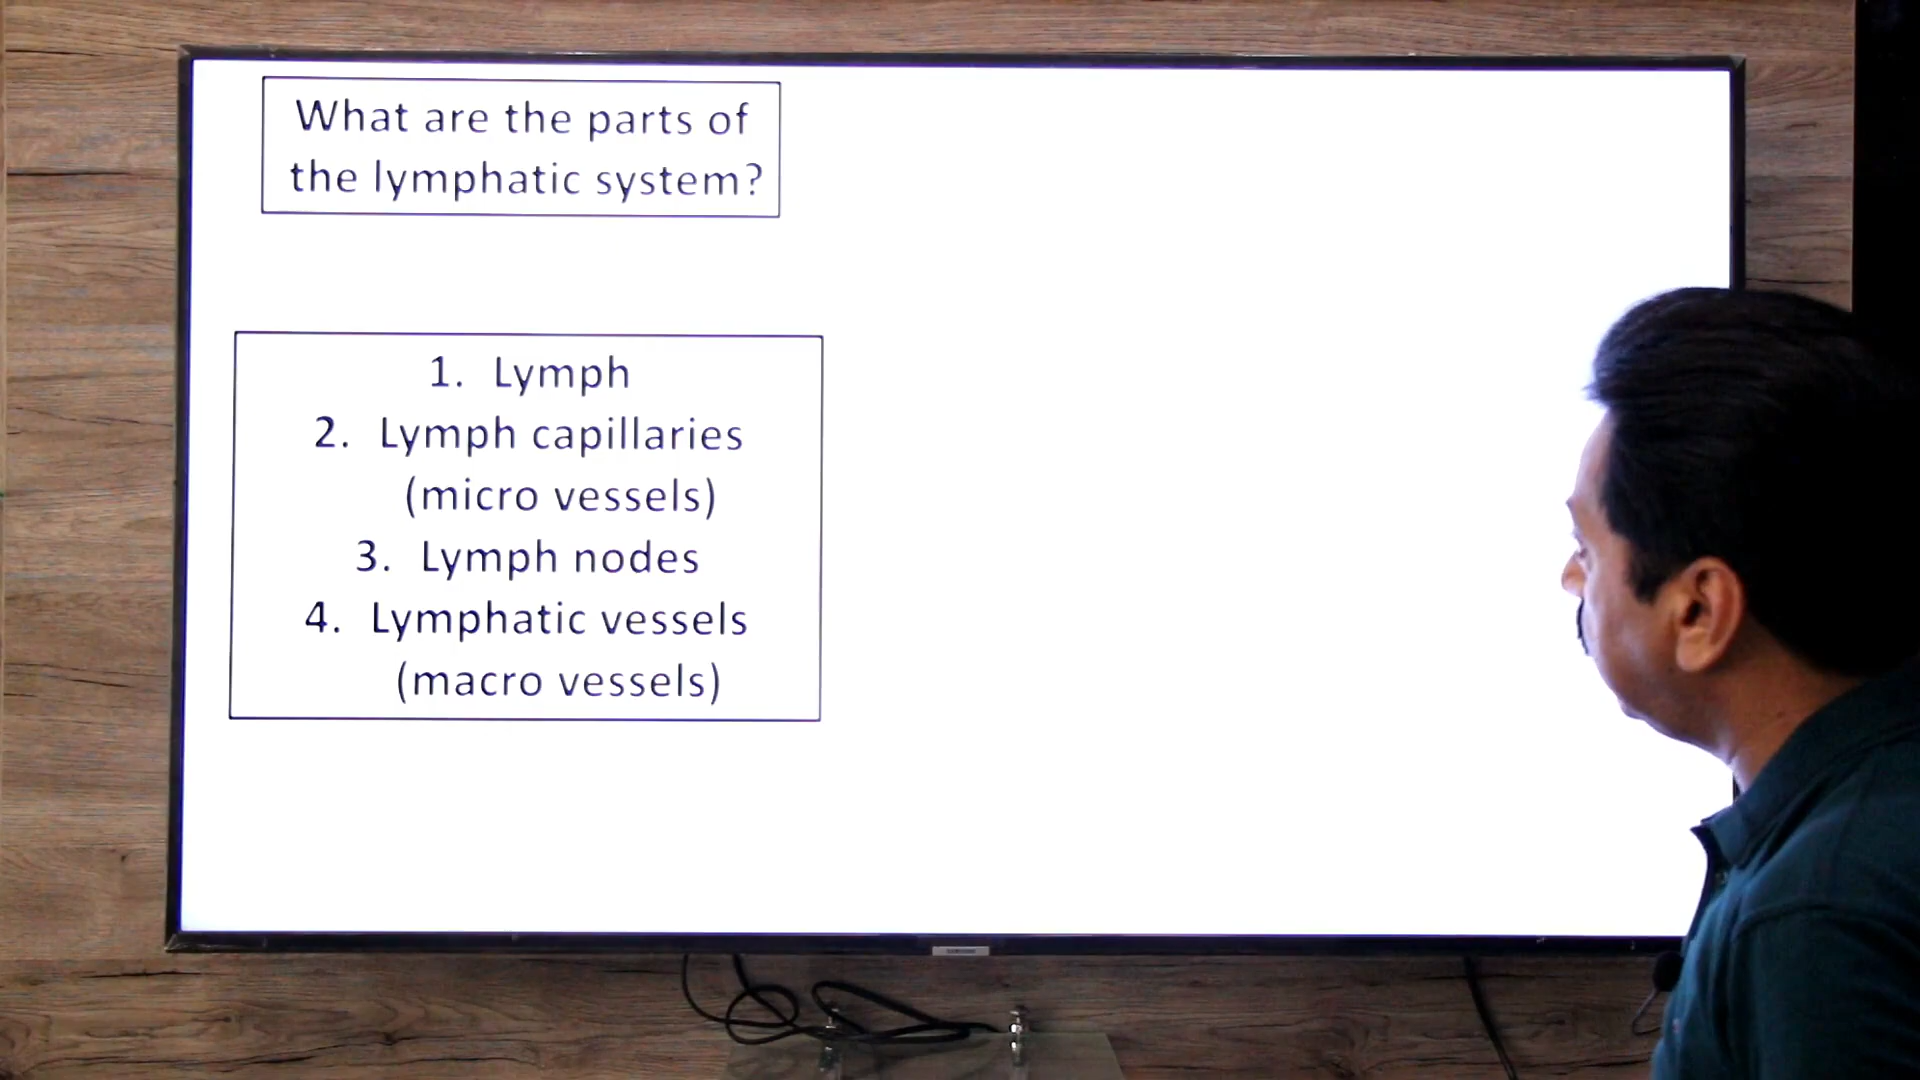 What are the parts of
the lymphatic system?
1. Lymph
2. Lymph capillaries
(micro vessels)
3. Lymph nodes
4. Lymphatic vessels
(macro vessels)
SAMSUNG